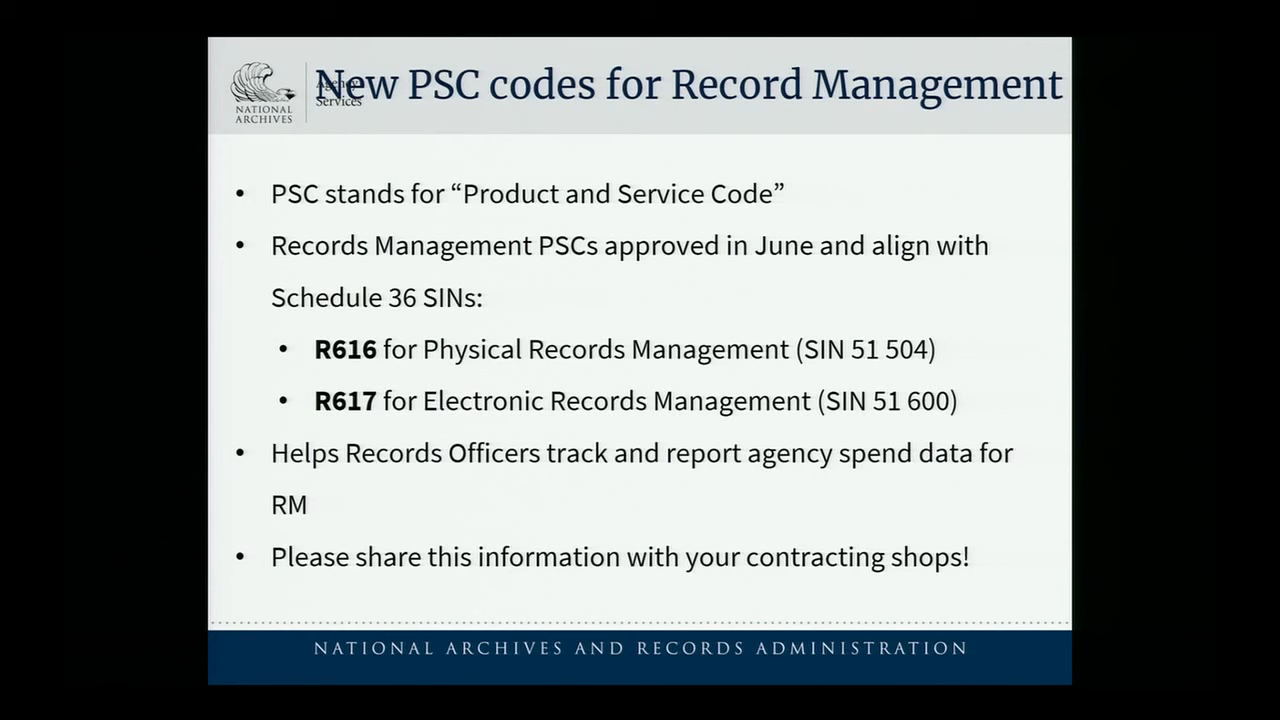 New PSC codes for Record Management
Agency
Services
NATIONAL
ARCHIVES
• PSC stands for “Product and Service Code”
• Records Management PSCs approved in June and align with
Schedule 36 SINs:
• R616 for Physical Records Management (SIN 51 504)
• R617 for Electronic Records Management (SIN 51 600)
• Helps Records Officers track and report agency spend data for
RM
• Please share this information with your contracting shops!
NATIONAL ARCHIVES AND RECORDS ADMINISTRATION